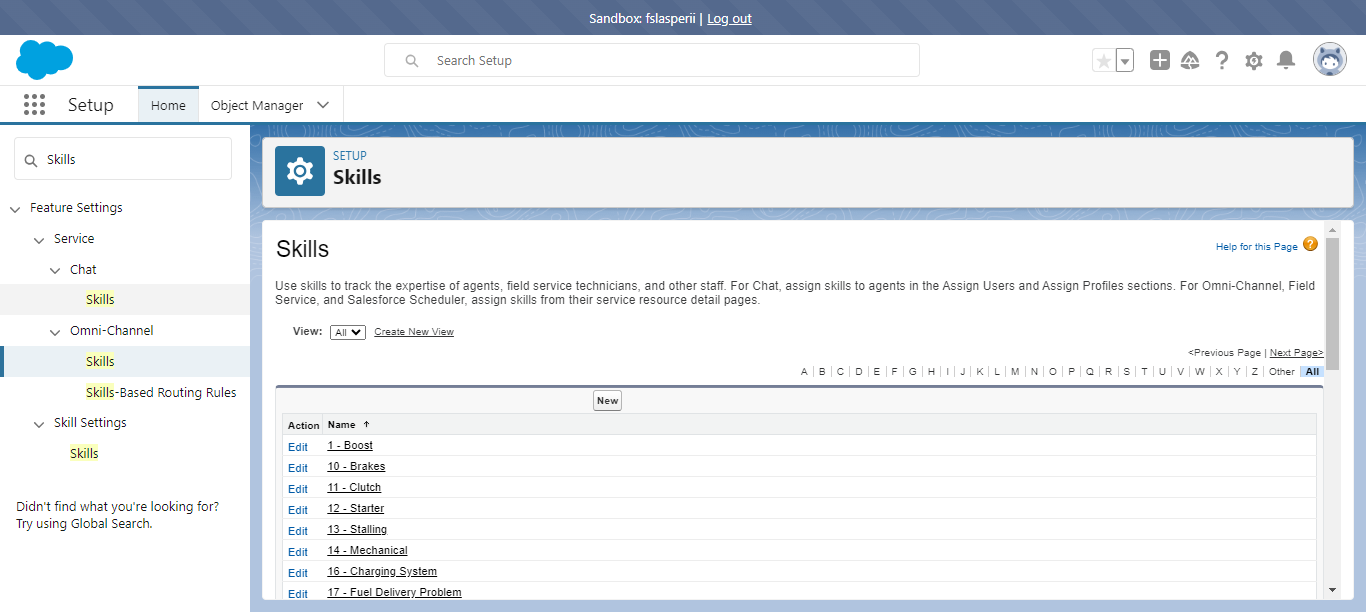 Sandbox: fslasperii | Log out
Search Setup
Setup
Home
Object Manager
Skills
Feature Settings
Service
Chat
Skills
Omni-Channel
Skills
Skills-Based Routing Rules
Skill Settings
Skills
Didn't find what you're looking for?
Try using Global Search.
SETUP
Skills
Skills
Help for this Page ?
Use skills to track the expertise of agents, field service technicians, and other staff. For Chat, assign skills to agents in the Assign Users and Assign Profiles sections. For Omni-Channel, Field
Service, and Salesforce Scheduler, assign skills from their service resource detail pages.
View: All Create New View
<Previous Page | Next Page>
A | B | C | D | E | F | G | H | I | J | K | L | M | N | O | P | Q | R | S | T | U | V | W | X | Y | Z | Other All
New
Action Name ↑
Edit 1 - Boost
Edit 10 - Brakes
Edit 11 - Clutch
Edit 12 - Starter
Edit 13 - Stalling
Edit 14 - Mechanical
Edit 16 - Charging System
Edit 17 - Fuel Delivery Problem